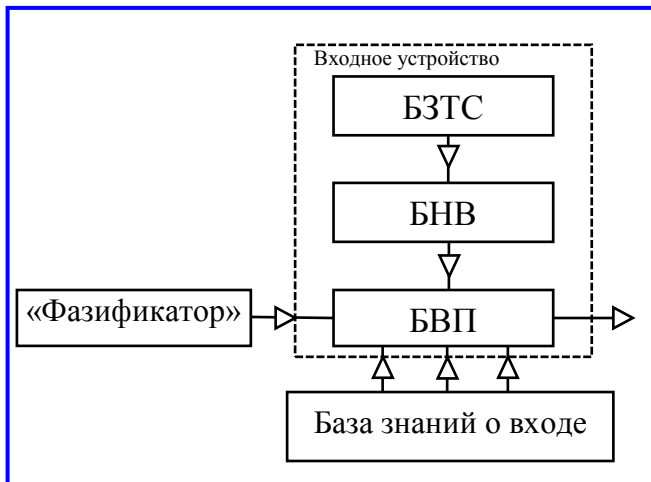 Входное устройство
БЗТС
БНВ
«Фазификатор»
БВП
База знаний о входе